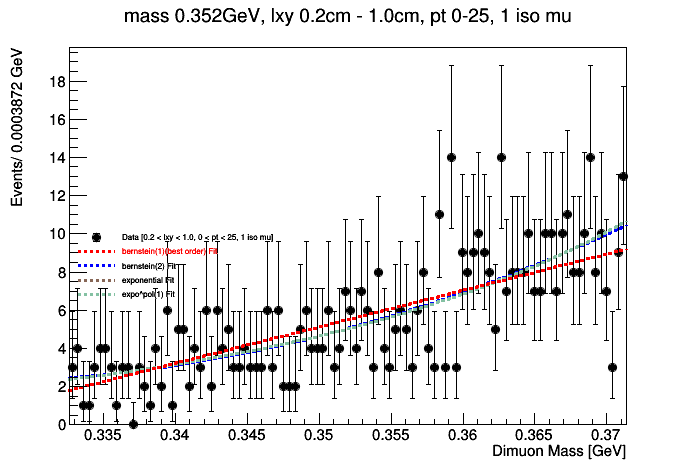 mass 0.352GeV, lxy 0.2cm - 1.0cm, pt 0-25, 1 iso mu
Events/ 0.0003872 GeV
18
16
14
12
10
8
6
4
2
0
Data [0.2 < lxy < 1.0, 0 < pt < 25, 1 iso mu]
bernstein(1)(best order) Fit
bernstein(2) Fit
exponential Fit
expo*pol(1) Fit
0.335 0.34 0.345 0.35 0.355 0.36 0.365 0.37
Dimuon Mass [GeV]